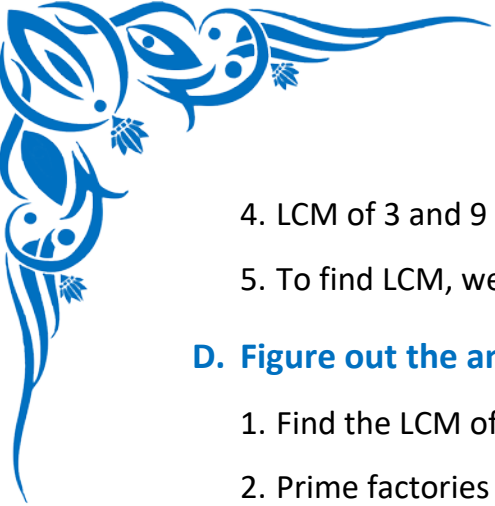 4. LCM of 3 and 9
5. To find LCM, we
D. Figure out the
1. Find the LCM of
2. Prime factories